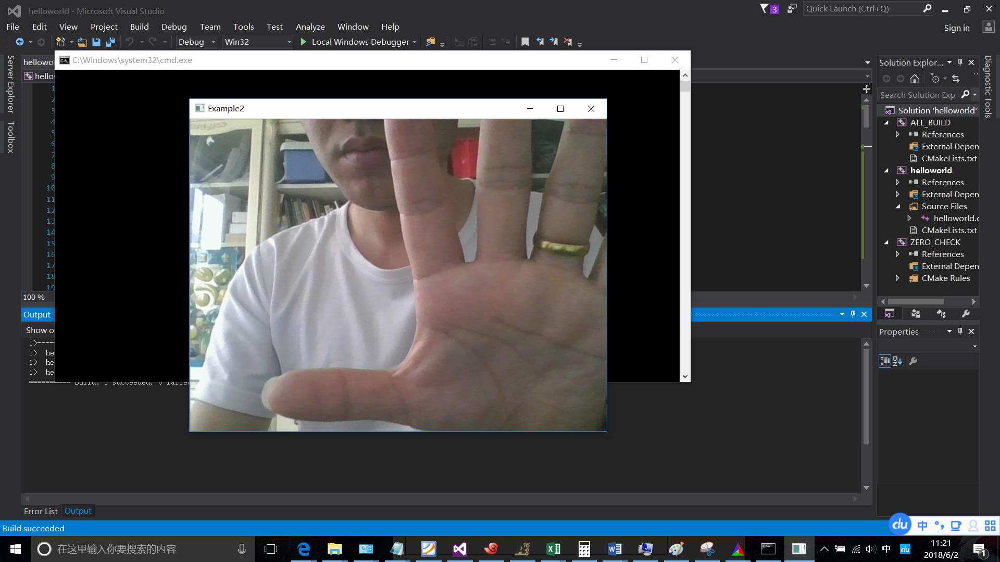 helloworld - Microsoft Visual Studio
3
Quick Launch (Ctrl+Q)
File Edit View Project Build Debug Team Tools Test Analyze Window Help
Sign in
Debug Win32 Local Windows Debugger
Server Explorer
Toolbox
hellowo
C:\Windows\system32\cmd.exe
hello
1
2
3
4
5
6
7
8
9
10
11
12
13
14
15
16
17
18
19
100 %
Example2
Solution Explor...
Search Solution Expl
Solution 'helloworld'
ALL_BUILD
References
External Depen
CMakeLists.txt
helloworld
References
External Depen
Source Files
helloworld.c
CMakeLists.txt
ZERO_CHECK
References
External Depen
CMake Rules
Diagnostic Tools
Properties
Output
Show o
1>----
1> he
1> he
1> he
========== Build: 1 succeeded, 0 failed
Error List Output
Build succeeded
du 中
在这里输入你要搜索的内容
16
中 du
11:21
2018/6/2
1